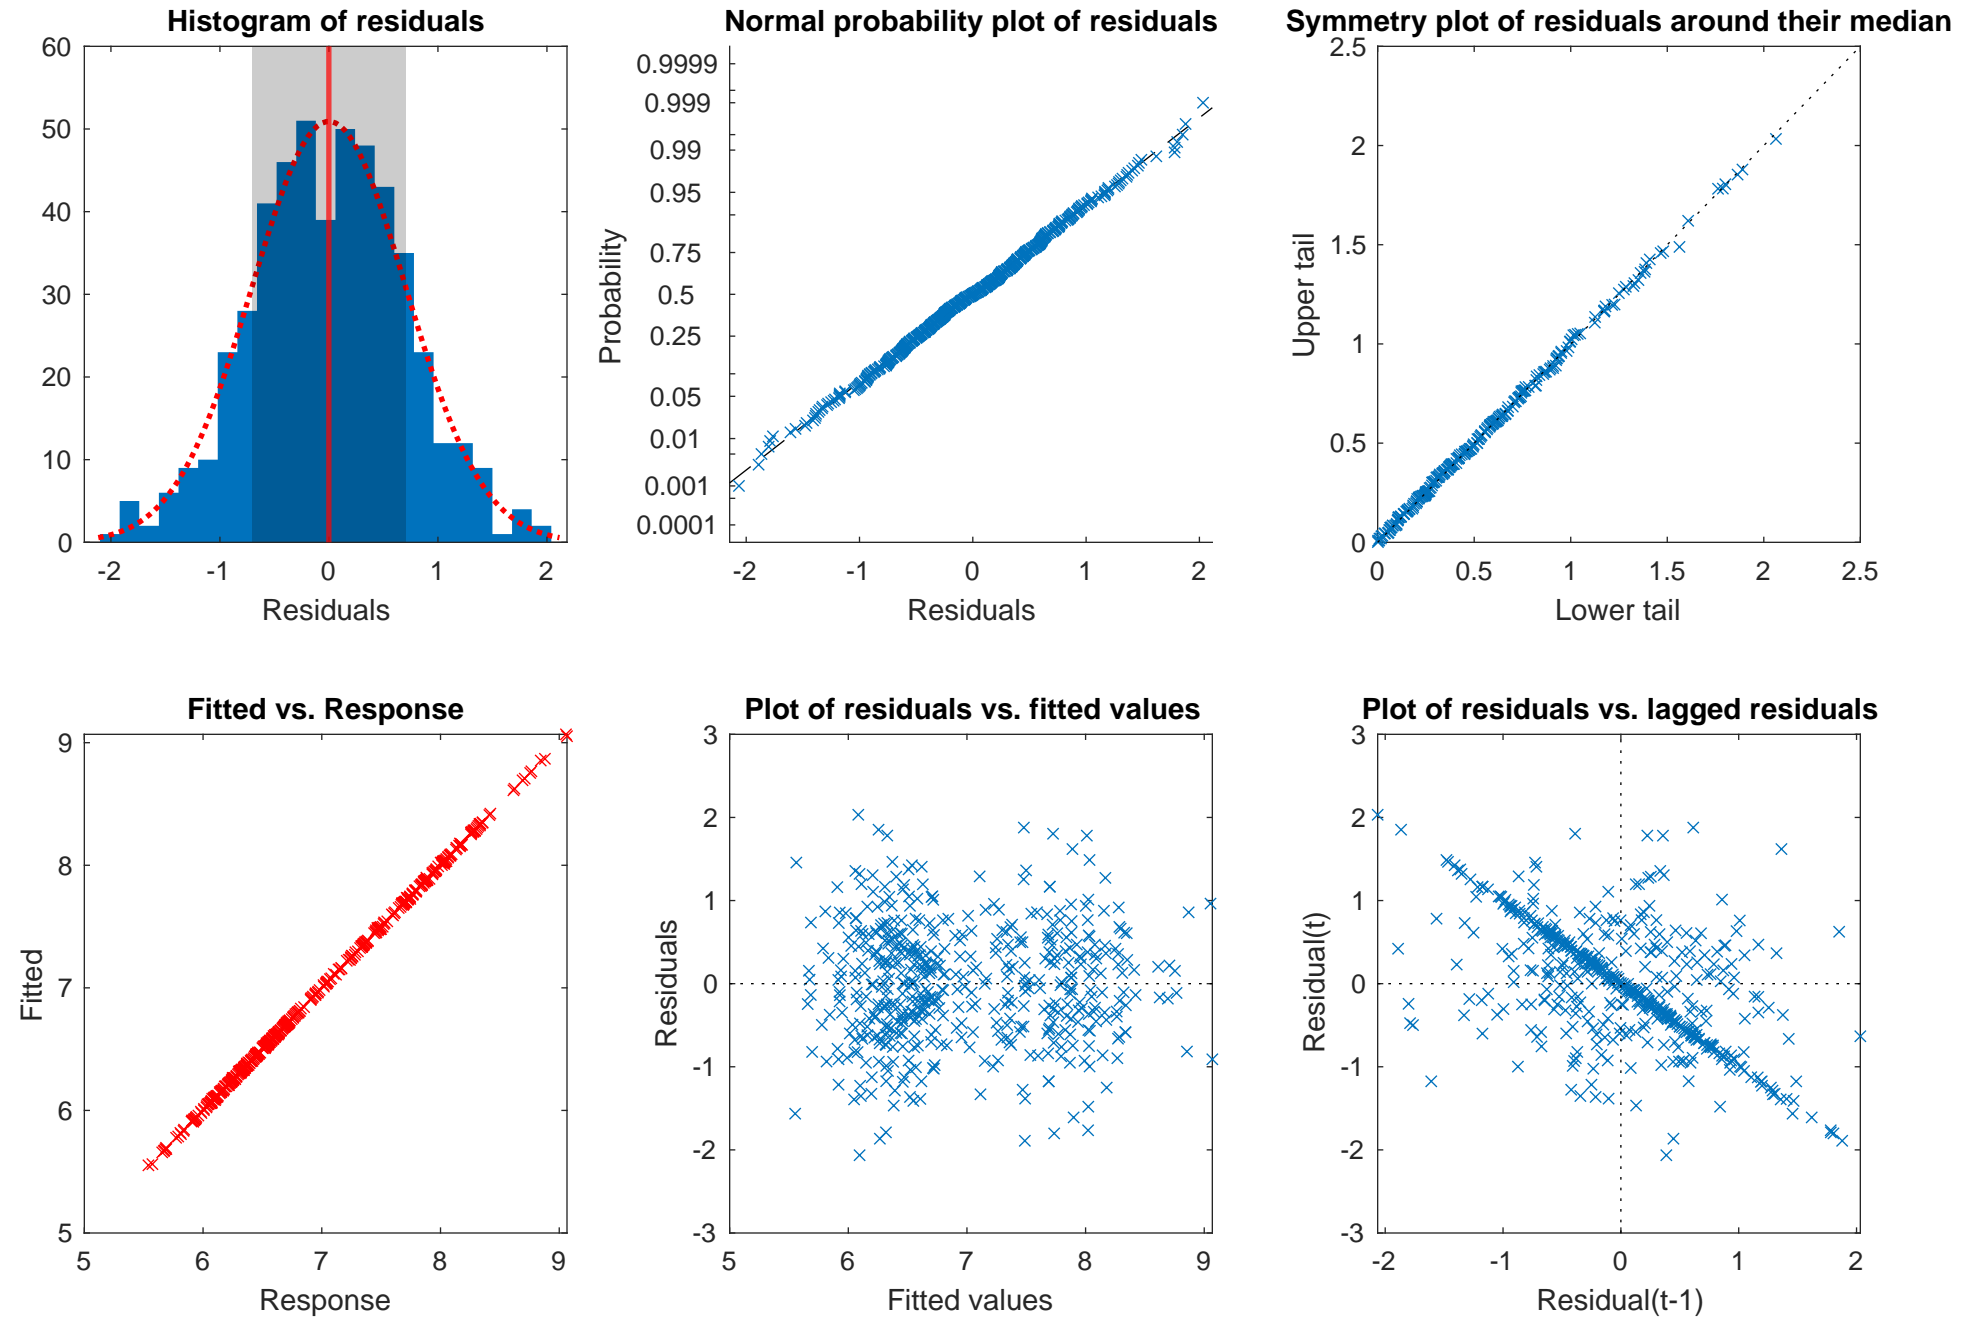 Histogram of residuals
60
50
40
30
20
10
0
-2 -1 0 1 2
Residuals
Normal probability plot of residuals
0.9999
0.999
0.99
0.95
0.75
0.5
0.25
0.05
0.01
0.001
0.0001
Probability
-2 -1 0 1 2
Residuals
Symmetry plot of residuals around their median
2.5
2
1.5
1
0.5
0
Upper tail
0 0.5 1 1.5 2 2.5
Lower tail
Fitted vs. Response
9
8
7
6
5
Fitted
5 6 7 8 9
Response
Plot of residuals vs. fitted values
3
2
1
0
-1
-2
-3
Residuals
5 6 7 8 9
Fitted values
Plot of residuals vs. lagged residuals
3
2
1
0
-1
-2
-3
Residual(t)
-2 -1 0 1 2
Residual(t-1)